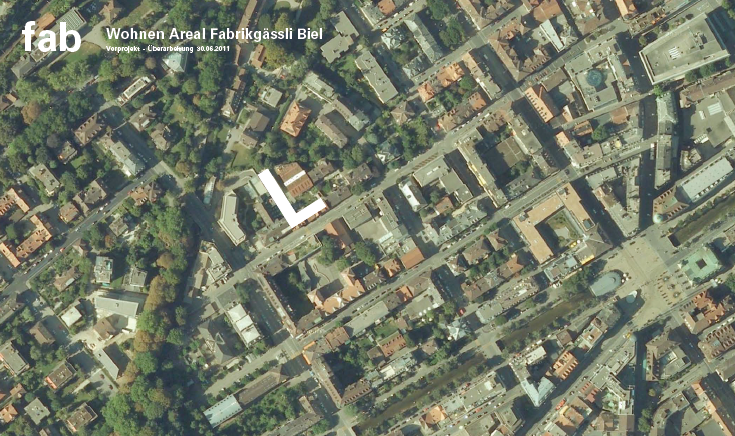 fab
Wohnen Areal Fabrikgässli Biel
Vorprojekt - Überarbeitung 30.06.2011